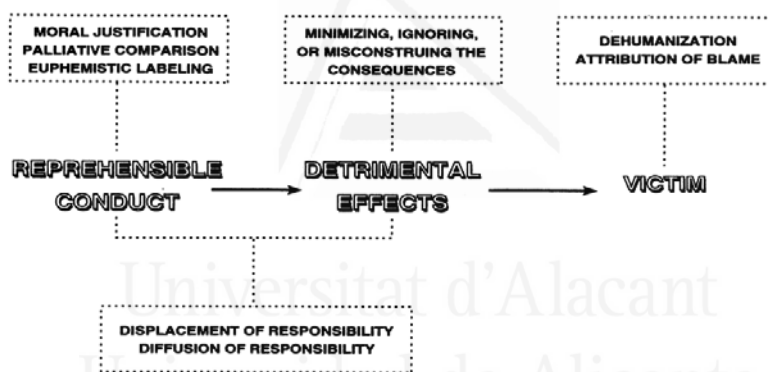 MORAL JUSTIFICATION
PALLIATIVE COMPARISON
EUPHEMISTIC LABELING
MINIMIZING, IGNORING,
OR MISCONSTRUING THE
CONSEQUENCES
DEHUMANIZATION
ATTRIBUTION OF BLAME
REPREHENSIBLE
CONDUCT
DETRIMENTAL
EFFECTS
VICTIM
Universitat d'Alacant
DISPLACEMENT OF RESPONSIBILITY
DIFFUSION OF RESPONSIBILITY